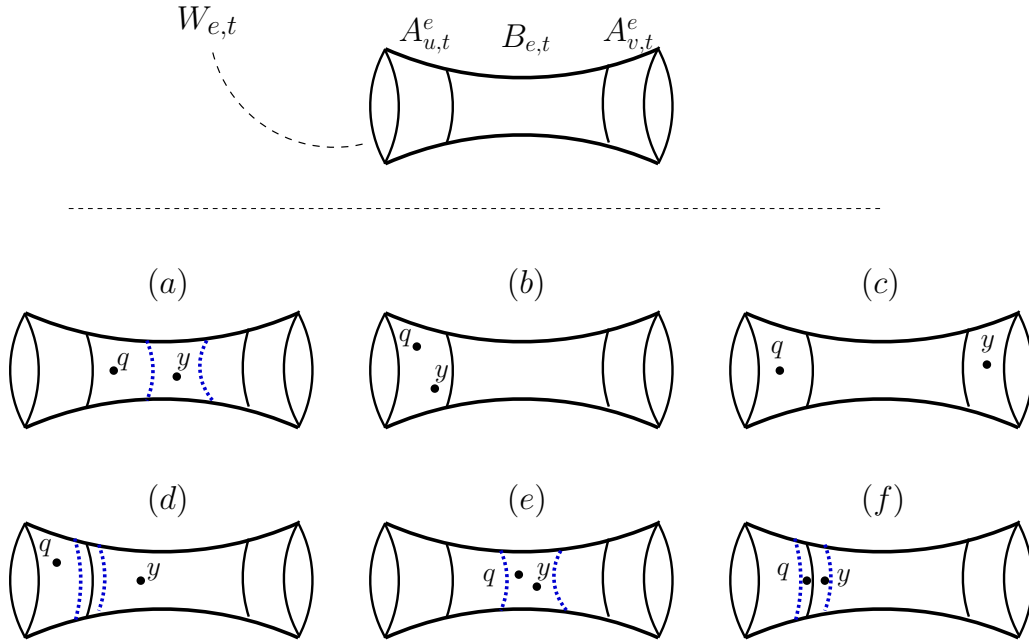 W_{e,t} A^e_{u,t} B_{e,t} A^e_{v,t}
(a) (b) (c)
q y q y q y
(d) (e) (f)
q y q y q y